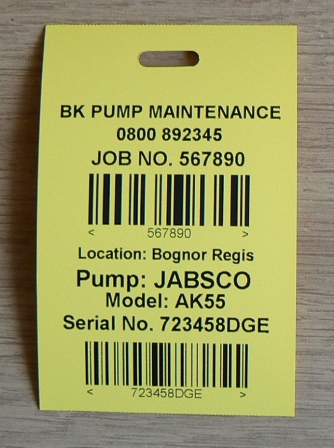 BK PUMP MAINTENANCE
0800 892345
JOB NO. 567890
< 567890 >
Location: Bognor Regis
Pump: JABSCO
Model: AK55
Serial No. 723458DGE
< 723458DGE >